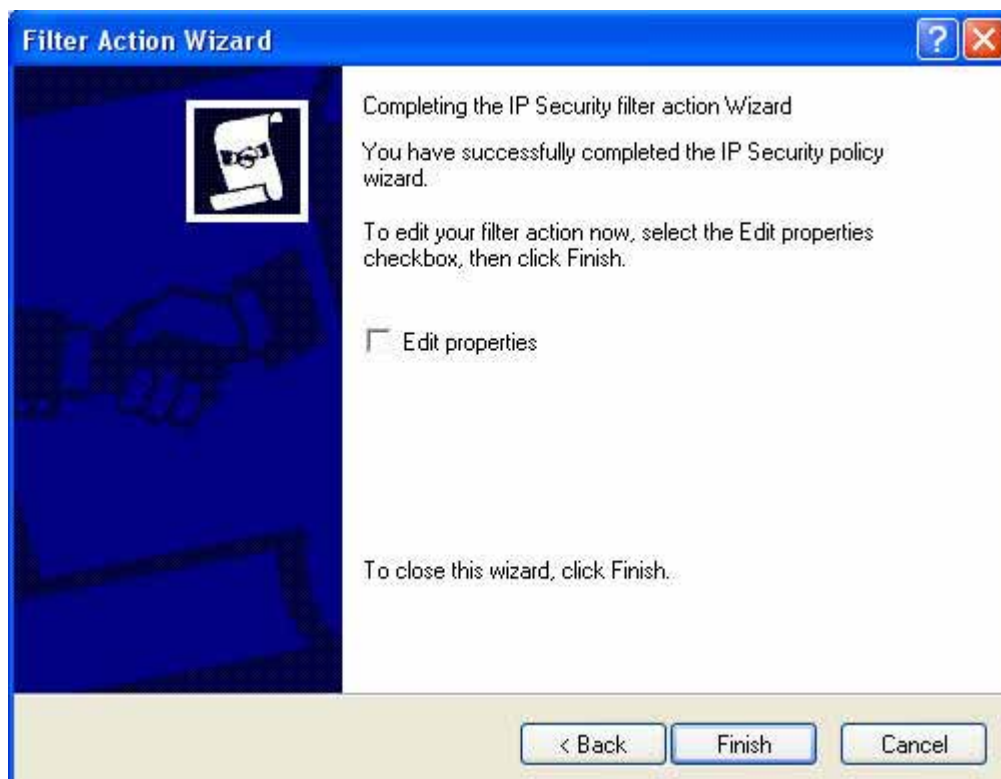 Filter Action Wizard
?
Completing the IP Security filter action Wizard
You have successfully completed the IP Security policy
wizard.
To edit your filter action now, select the Edit properties
checkbox, then click Finish.
Edit properties
To close this wizard, click Finish.
< Back
Finish
Cancel